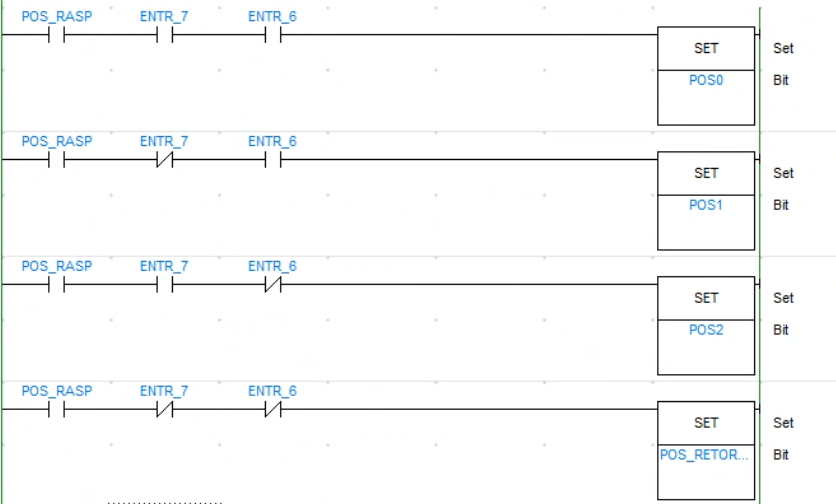 POS_RASP ENTR_7 ENTR_6
SET Set
POS0 Bit
POS_RASP ENTR_7 ENTR_6
SET Set
POS1 Bit
POS_RASP ENTR_7 ENTR_6
SET Set
POS2 Bit
POS_RASP ENTR_7 ENTR_6
SET Set
POS_RETOR... Bit